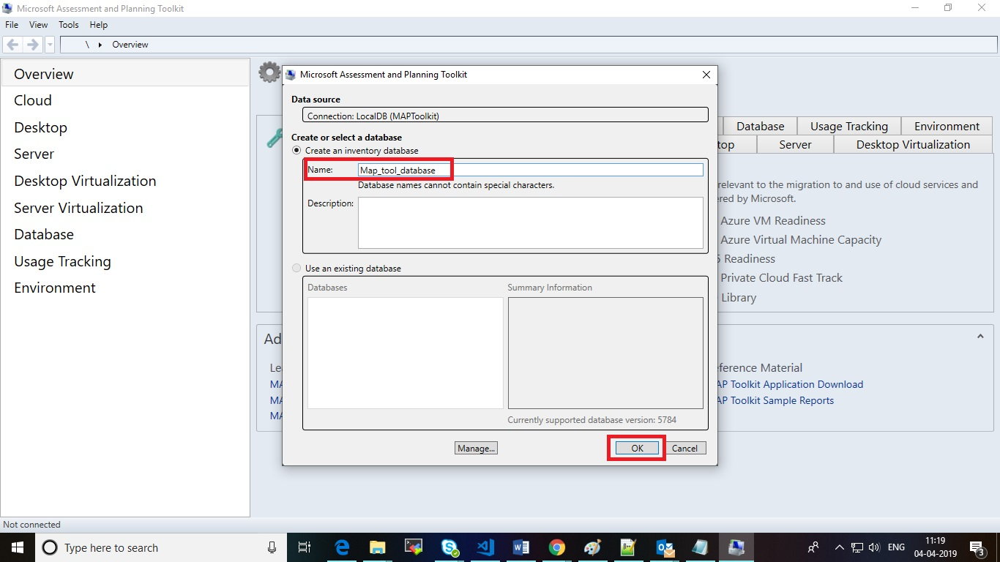 Microsoft Assessment and Planning Toolkit
File View Tools Help
\ Overview
Overview
Cloud
Desktop
Server
Desktop Virtualization
Server Virtualization
Database
Usage Tracking
Environment
Microsoft Assessment and Planning Toolkit
Data source
Connection: LocalDB (MAPToolkit)
Create or select a database
Create an inventory database
Name: Map_tool_database
Database names cannot contain special characters.
Description:
Use an existing database
Databases
Summary Information
Currently supported database version: 5784
Manage...
OK
Cancel
Database Usage Tracking Environment
top Server Desktop Virtualization
relevant to the migration to and use of cloud services and
ered by Microsoft.
Azure VM Readiness
Azure Virtual Machine Capacity
Readiness
Private Cloud Fast Track
Library
Ad
Le
MA
MA
MA
ference Material
AP Toolkit Application Download
AP Toolkit Sample Reports
Not connected
Type here to search
ENG
11:19
04-04-2019
3